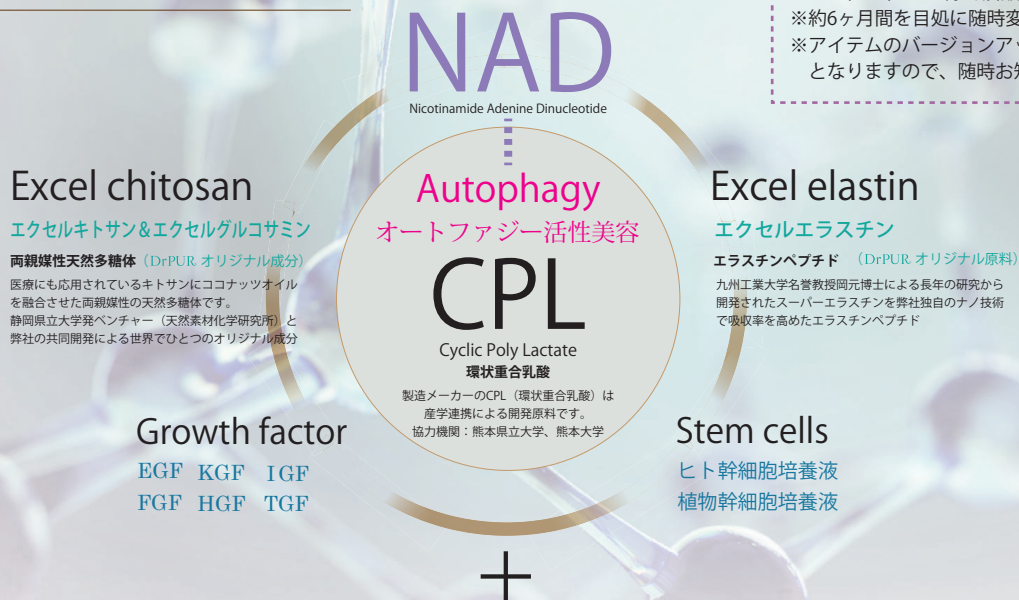 ※約6ヶ月間を目処に随時変
※アイテムのバージョンアッ
となりますので、随時お知
NAD
Nicotinamide Adenine Dinucleotide
Autophagy
オートファジー活性美容
CPL
Cyclic Poly Lactate
環状重合乳酸
製造メーカーのCPL（環状重合乳酸）は
産学連携による開発原料です。
協力機関：熊本県立大学、熊本大学
Excel chitosan
エクセルキトサン&エクセルグルコサミン
両親媒性天然多糖体（DrPUR オリジナル成分）
医療にも応用されているキトサンにココナッツオイル
を融合させた両親媒性の天然多糖体です。
静岡県立大学発ベンチャー（天然素材化学研究所）と
弊社の共同開発による世界でひとつのオリジナル成分
Excel elastin
エクセルエラスチン
エラスチンペプチド （DrPUR オリジナル原料）
九州工業大学名誉教授岡元博士による長年の研究から
開発されたスーパーエラスチンを弊社独自のナノ技術
で吸収率を高めたエラスチンペプチド
Growth factor
EGF KGF IGF
FGF HGF TGF
Stem cells
ヒト幹細胞培養液
植物幹細胞培養液
+